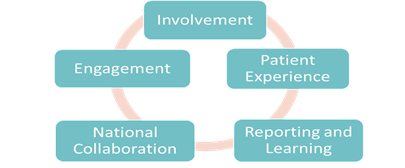 Involvement
Patient
Experience
Reporting and
Learning
National
Collaboration
Engagement